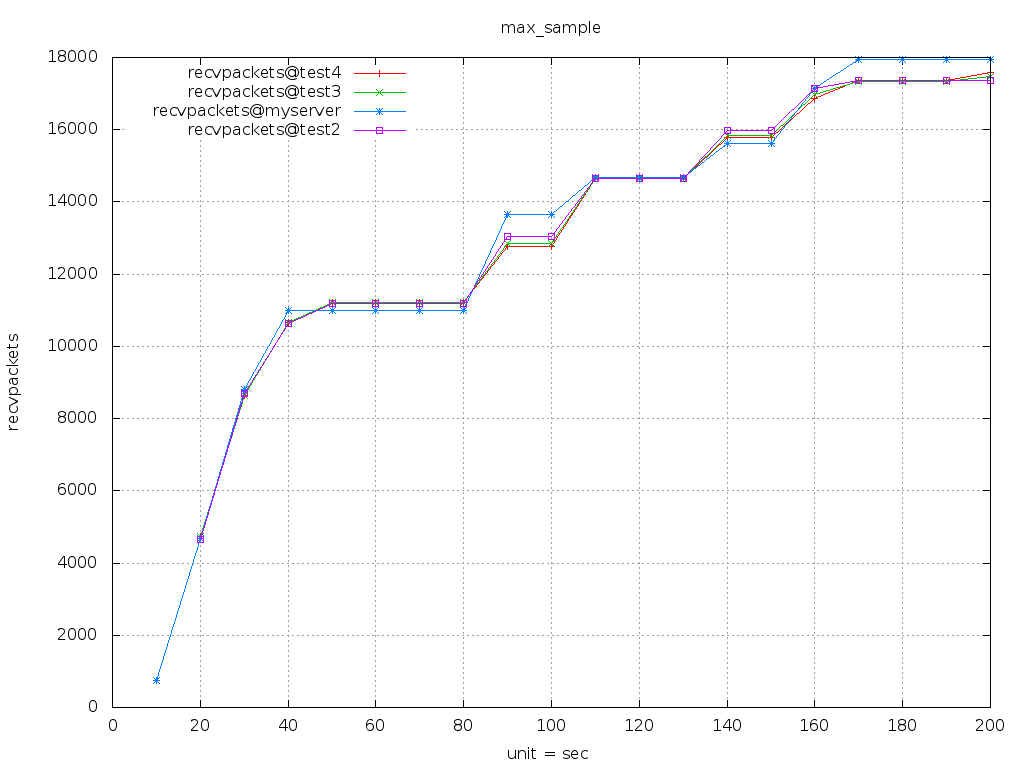 max_sample
18000
16000
14000
12000
10000
8000
6000
4000
2000
0
recvpackets
recvpackets@test4
recvpackets@test3
recvpackets@myserver
recvpackets@test2
0 20 40 60 80 100 120 140 160 180 200
unit = sec